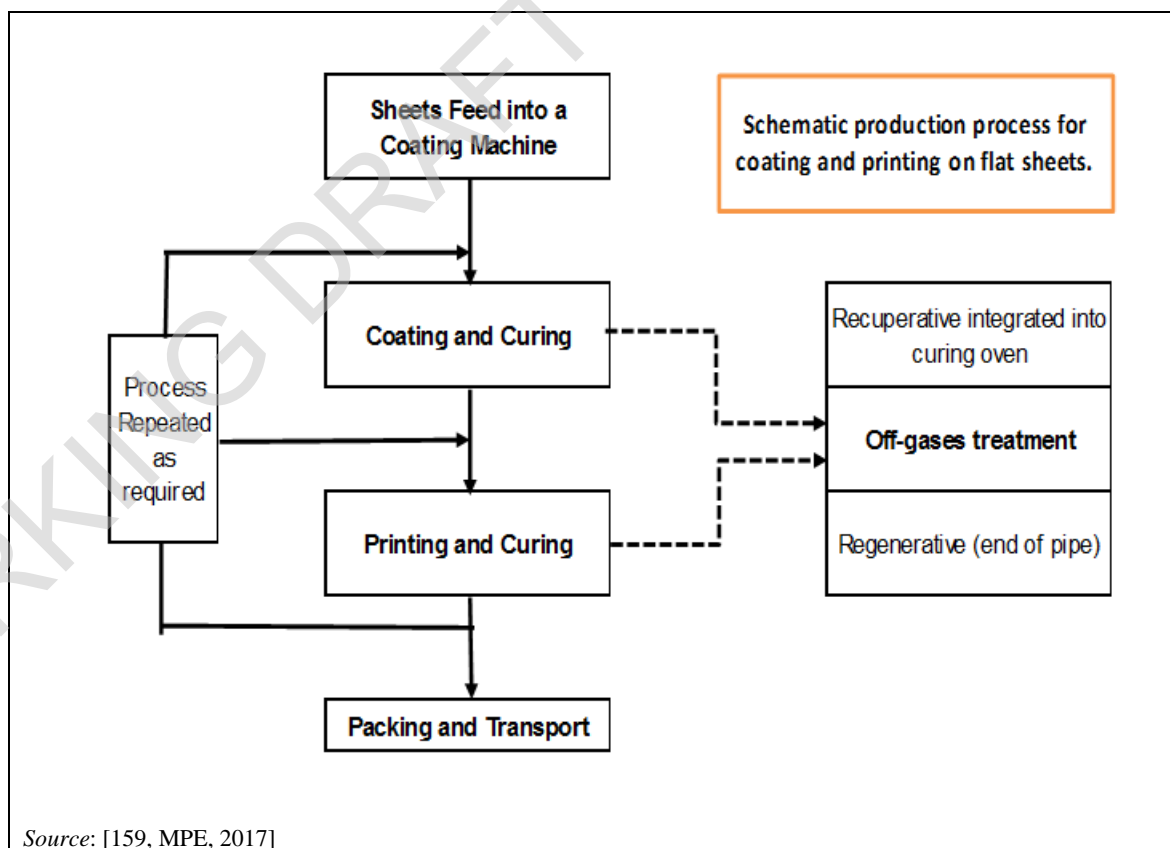 Sheets Feed into a
Coating Machine
Schematic production process for
coating and printing on flat sheets.
Coating and Curing
Recuperative integrated into
curing oven
Process
Repeated
as
required
Off-gases treatment
Printing and Curing
Regenerative (end of pipe)
Packing and Transport
Source: [159, MPE, 2017]
RKING DRAFT